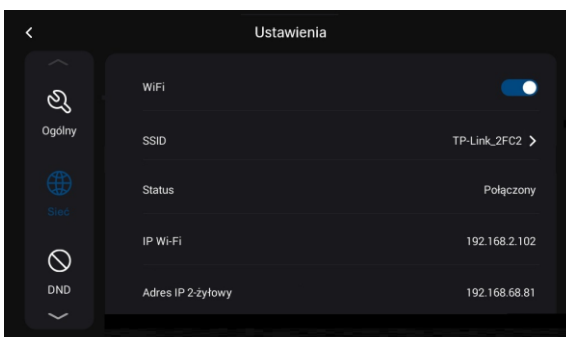 Ustawienia
Ogólny
Sieć
DND
WiFi
SSID TP-Link_2FC2
Status Połączony
IP Wi-Fi 192.168.2.102
Adres IP 2-żyłowy 192.168.68.81